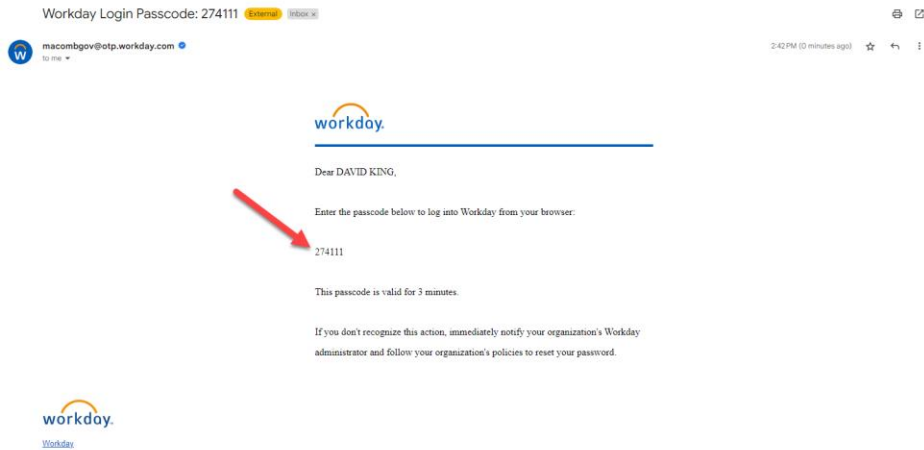 Workday Login Passcode: 274111 External Inbox x
macombgov@otp.workday.com 2:42 PM (0 minutes ago)
to me
workday.
Dear DAVID KING,
Enter the passcode below to log into Workday from your browser:
274111
This passcode is valid for 3 minutes.
If you don't recognize this action, immediately notify your organization's Workday
administrator and follow your organization's policies to reset your password.
workday.
Workday